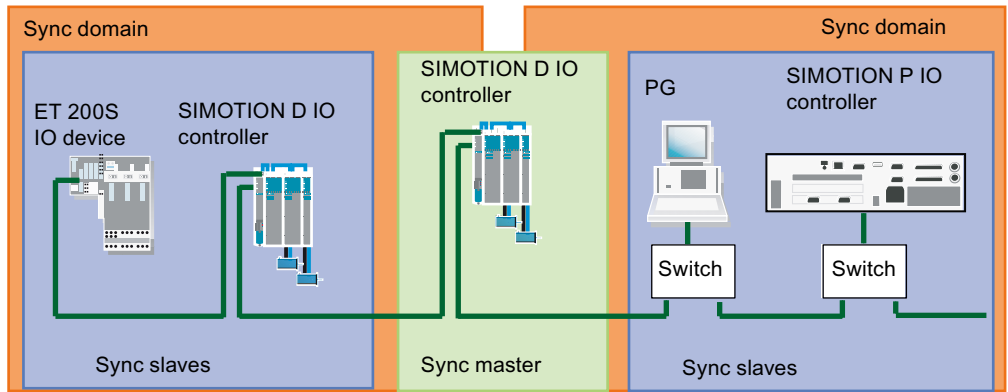 Sync domain
Sync domain
ET 200S
IO device
SIMOTION D IO
controller
SIMOTION D IO
controller
PG
SIMOTION P IO
controller
Switch
Switch
Sync slaves
Sync master
Sync slaves